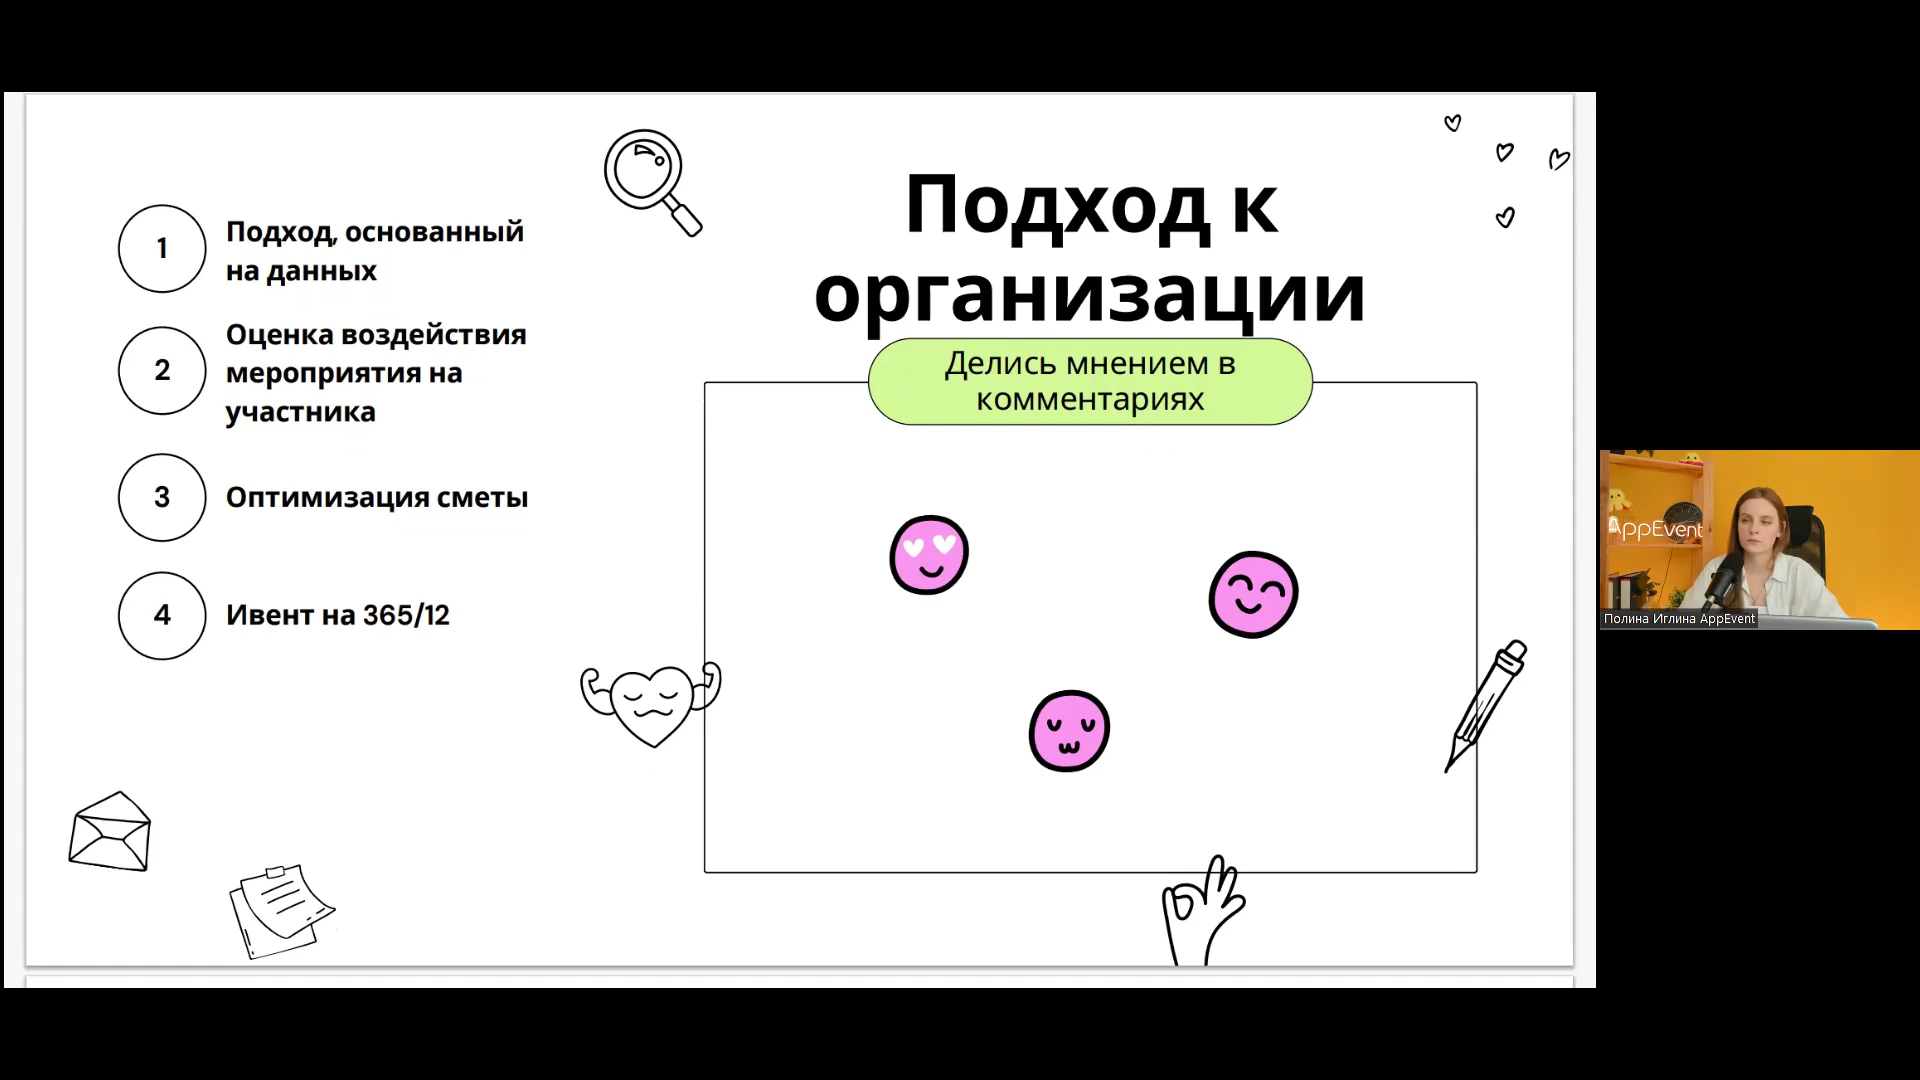 Подход к
организации
Делись мнением в
комментариях
1
Подход, основанный
на данных
2
Оценка воздействия
мероприятия на
участника
3
Оптимизация сметы
4
Ивент на 365/12
AppEvent
Полина Иглина AppEvent